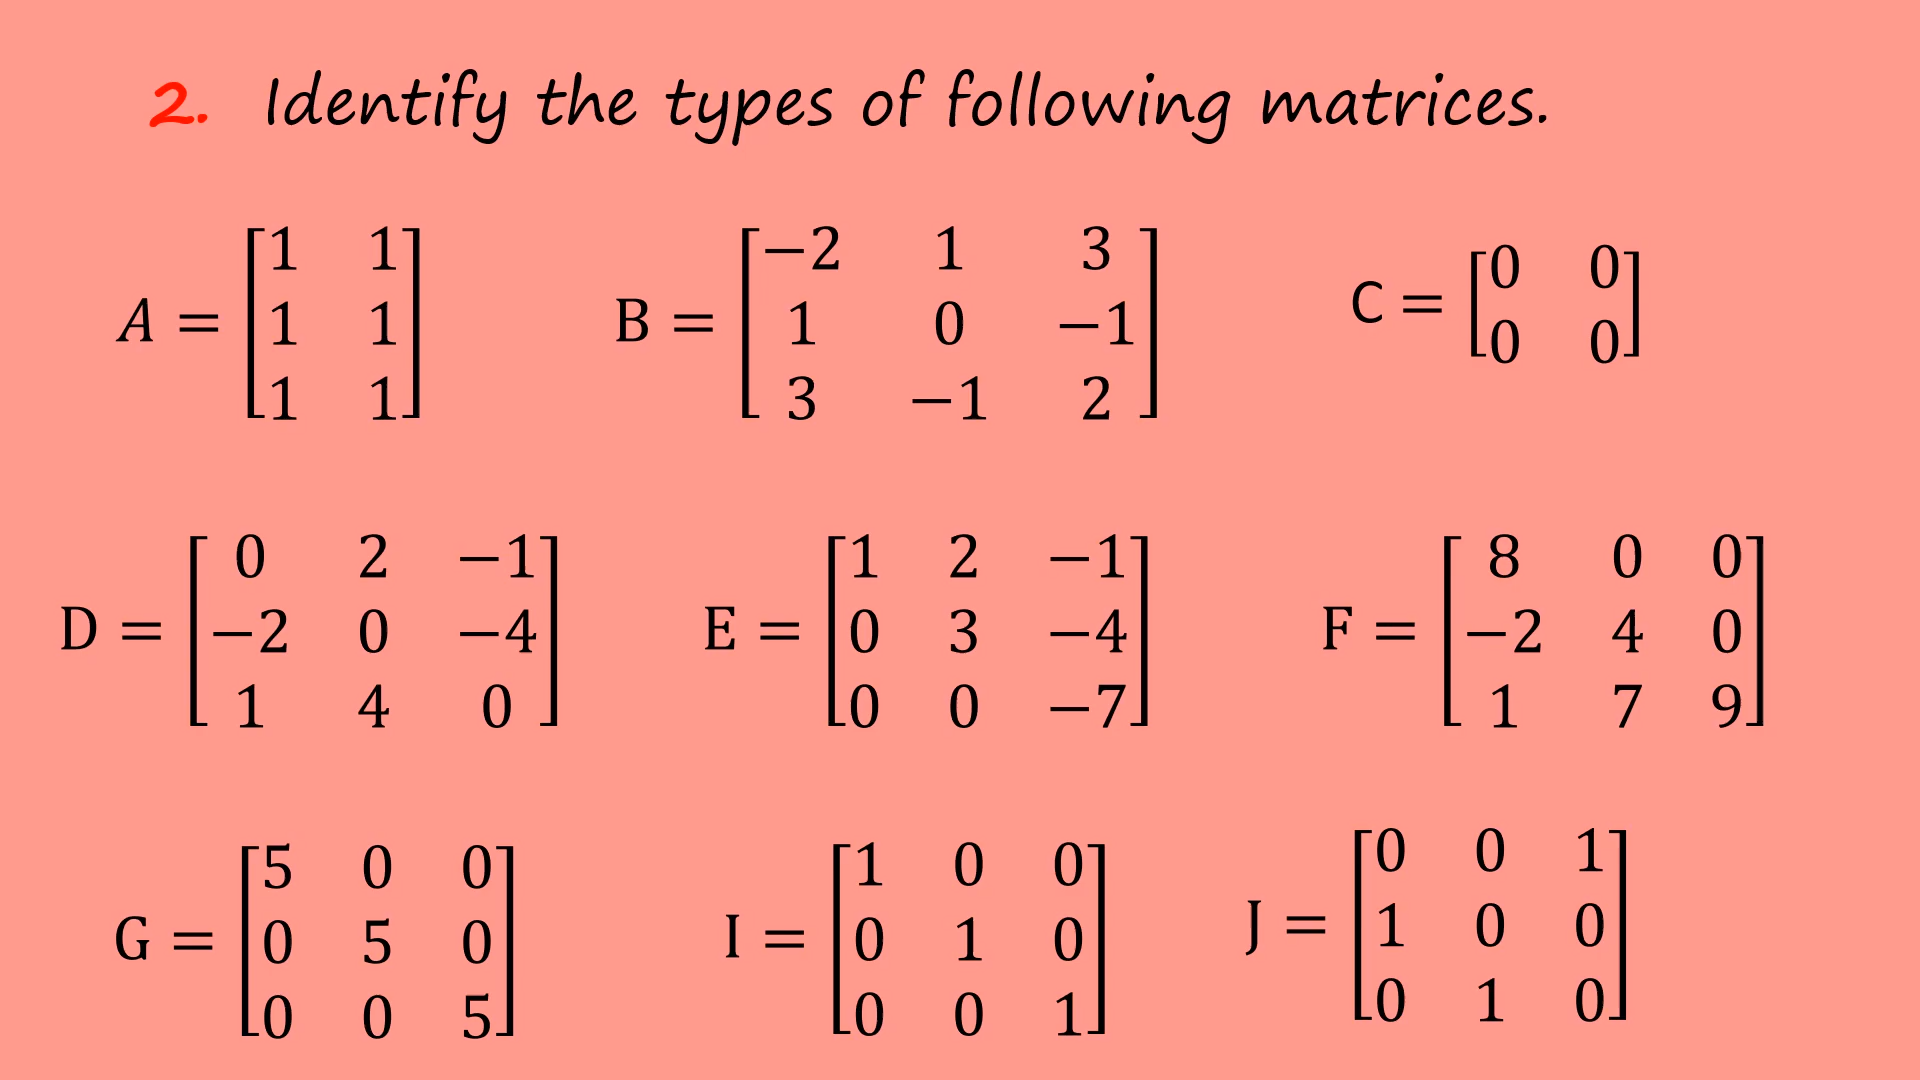 2. Identify the types of following matrices.
A = [1 1
1 1
1 1]
B = [−2 1 3
1 0 −1
3 −1 2]
C = [0 0
0 0]
D = [0 2 −1
−2 0 −4
1 4 0]
E = [1 2 −1
0 3 −4
0 0 −7]
F = [8 0 0
−2 4 0
1 7 9]
G = [5 0 0
0 5 0
0 0 5]
I = [1 0 0
0 1 0
0 0 1]
J = [0 0 1
1 0 0
0 1 0]